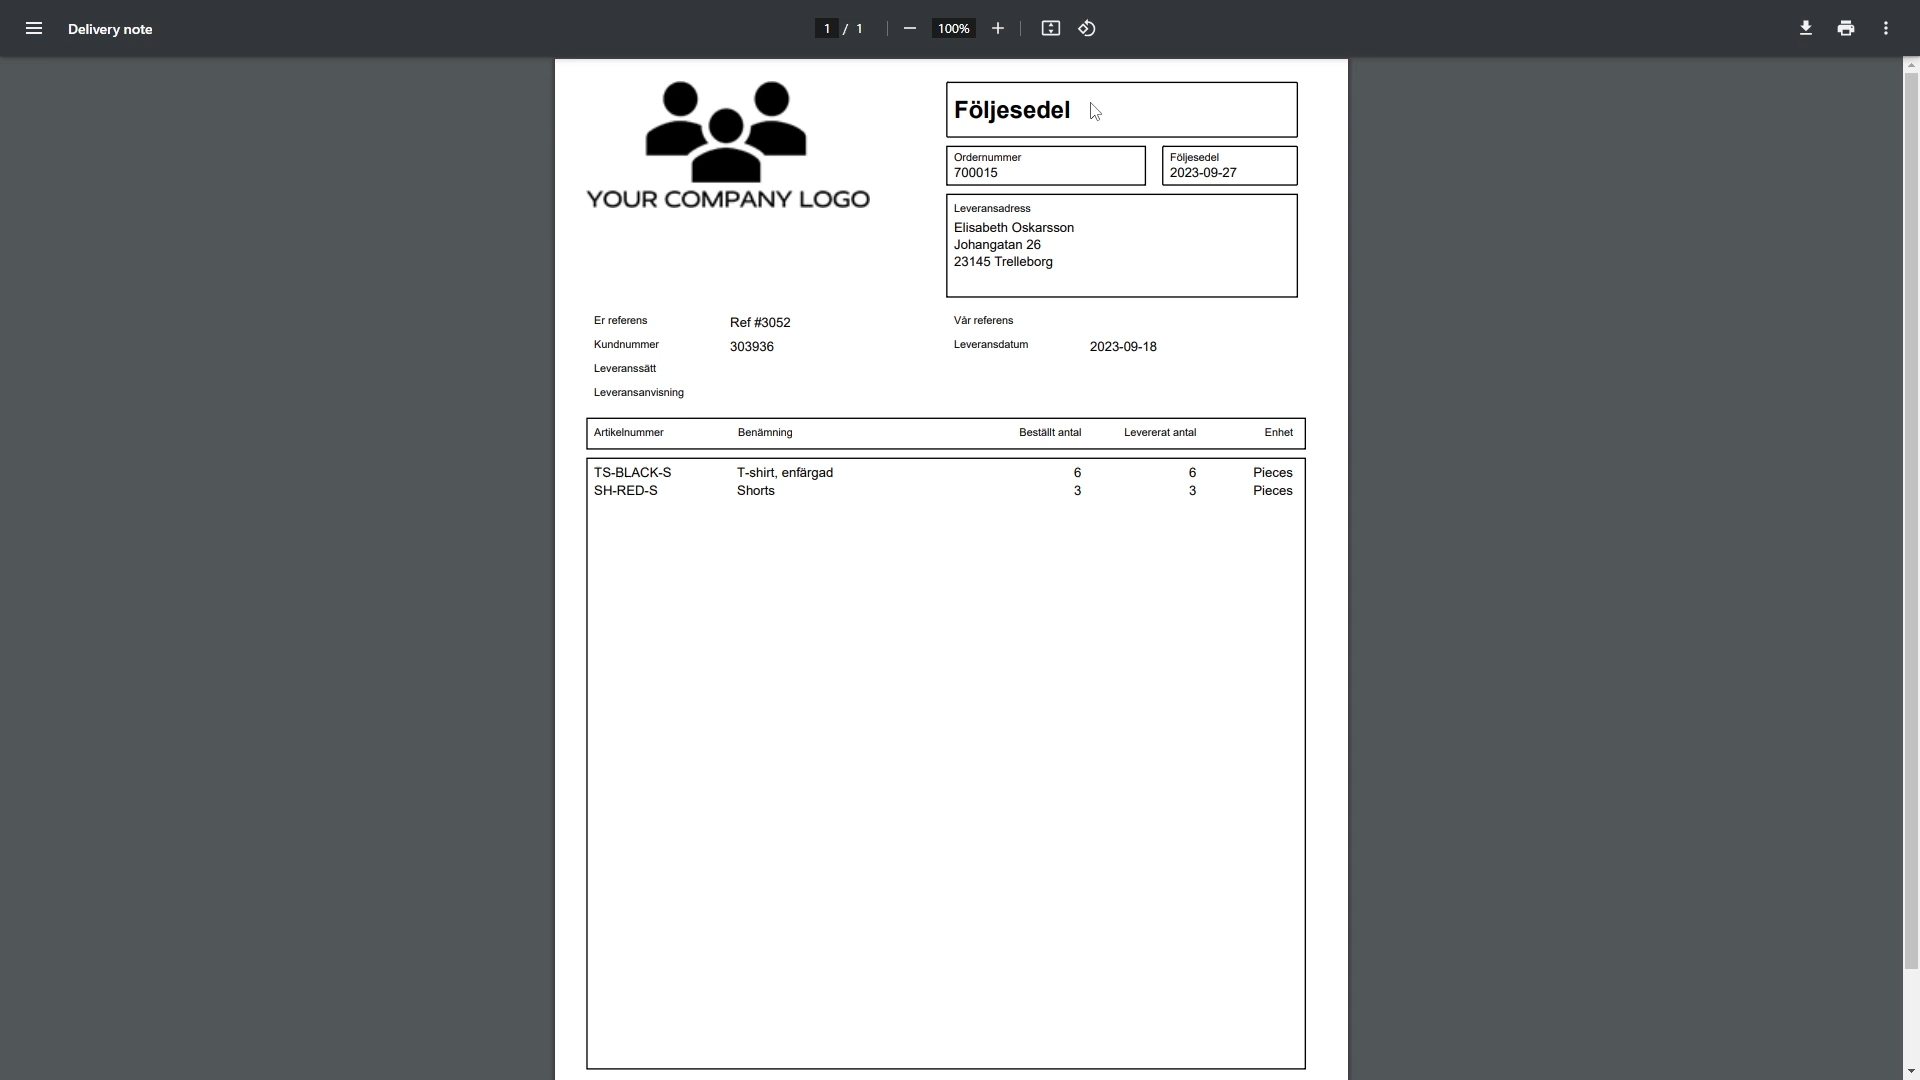 Delivery note
1 / 1
100%
YOUR COMPANY LOGO
Följesedel
Ordernummer
700015
Följesedel
2023-09-27
Leveransadress
Elisabeth Oskarsson
Johangatan 26
23145 Trelleborg
Er referens Ref #3052
Vår referens
Kundnummer 303936
Leveransdatum 2023-09-18
Leveranssätt
Leveransanvisning
Artikelnummer Benämning Beställt antal Levererat antal Enhet
TS-BLACK-S T-shirt, enfärgad 6 6 Pieces
SH-RED-S Shorts 3 3 Pieces